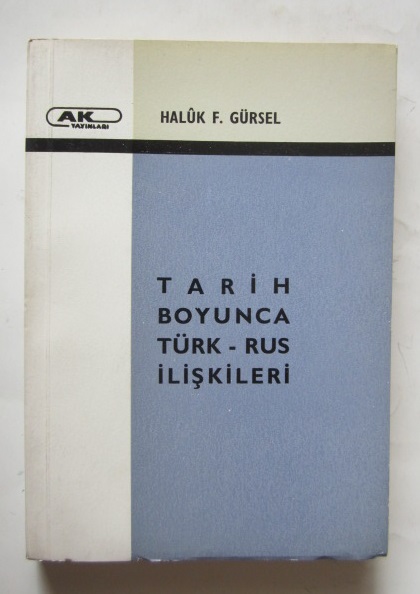 AK
YAYINLARI
HALÛK F. GÜRSEL
TARİH
BOYUNCA
TÜRK - RUS
İLİŞKİLERİ